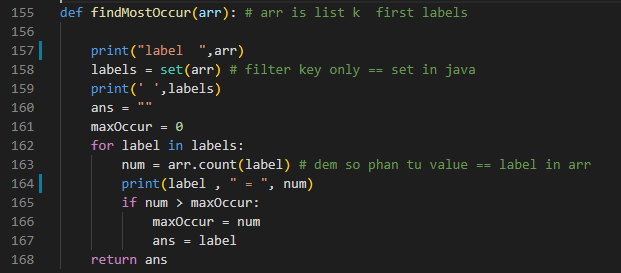 155 def findMostOccur(arr): # arr is list k  first labels
156
157     print("label  ",arr)
158     labels = set(arr) # filter key only == set in java
159     print(' ',labels)
160     ans = ""
161     maxOccur = 0
162     for label in labels:
163         num = arr.count(label) # dem so phan tu value == label in arr
164         print(label , " = ", num)
165         if num > maxOccur:
166             maxOccur = num
167             ans = label
168     return ans